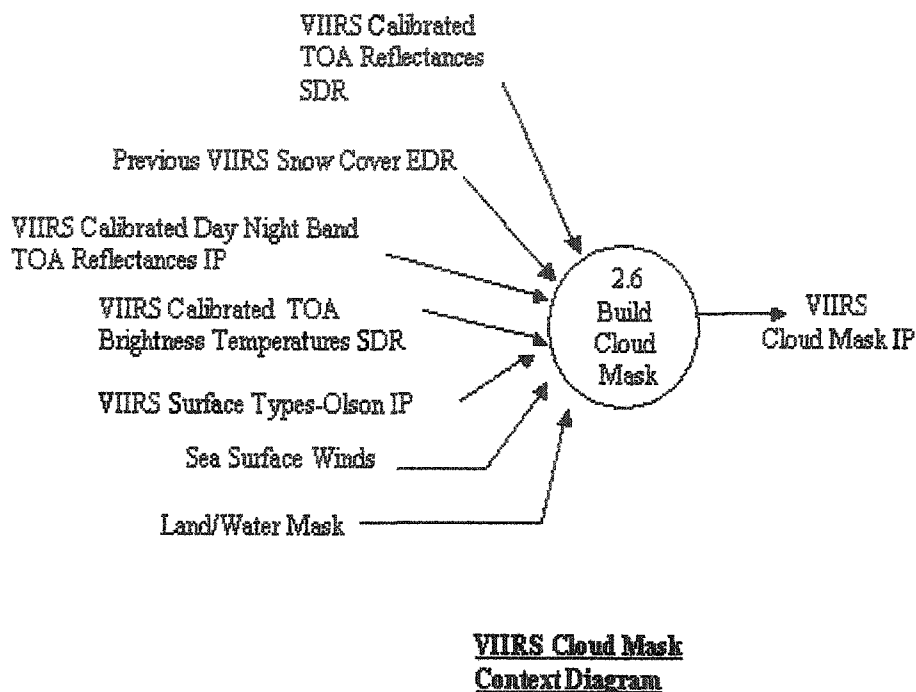 VIIRS Calibrated
TOA Reflectances
SDR
Previous VIIRS Snow Cover EDR
VIIRS Calibrated Day Night Band
TOA Reflectances IP
VIIRS Calibrated TOA
Brightness Temperatures SDR
VIIRS Surface Types-Olson IP
Sea Surface Winds
Land/Water Mask
2.6
Build
Cloud
Mask
VIIRS
Cloud Mask IP
VIIRS Cloud Mask
Context Diagram